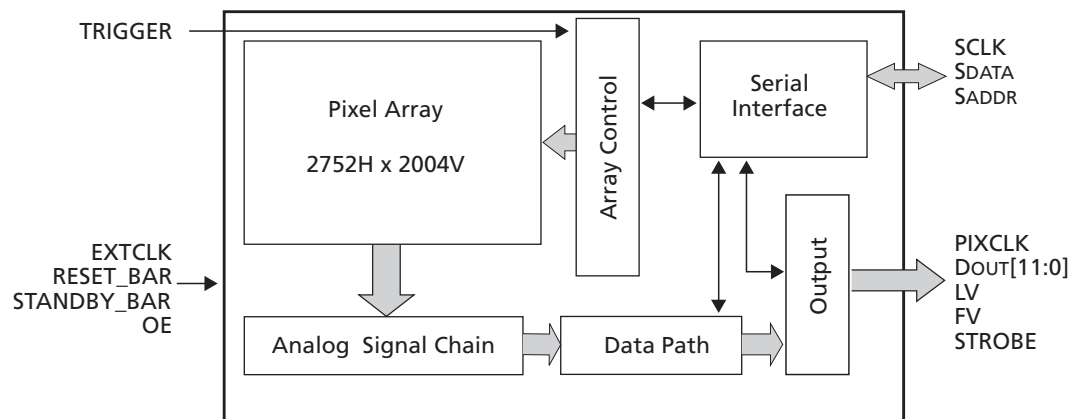 TRIGGER
Pixel Array
2752H x 2004V
Array Control
Serial
Interface
SCLK
SDATA
SADDR
EXTCLK
RESET_BAR
STANDBY_BAR
OE
Analog Signal Chain
Data Path
Output
PIXCLK
DOUT[11:0]
LV
FV
STROBE